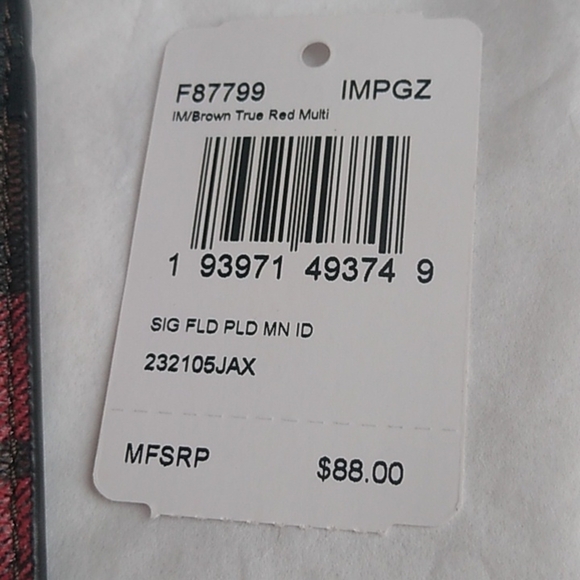 F87799 IMPGZ
IM/Brown True Red Multi
1 93971 49374 9
SIG FLD PLD MN ID
232105JAX
MFSRP $88.00